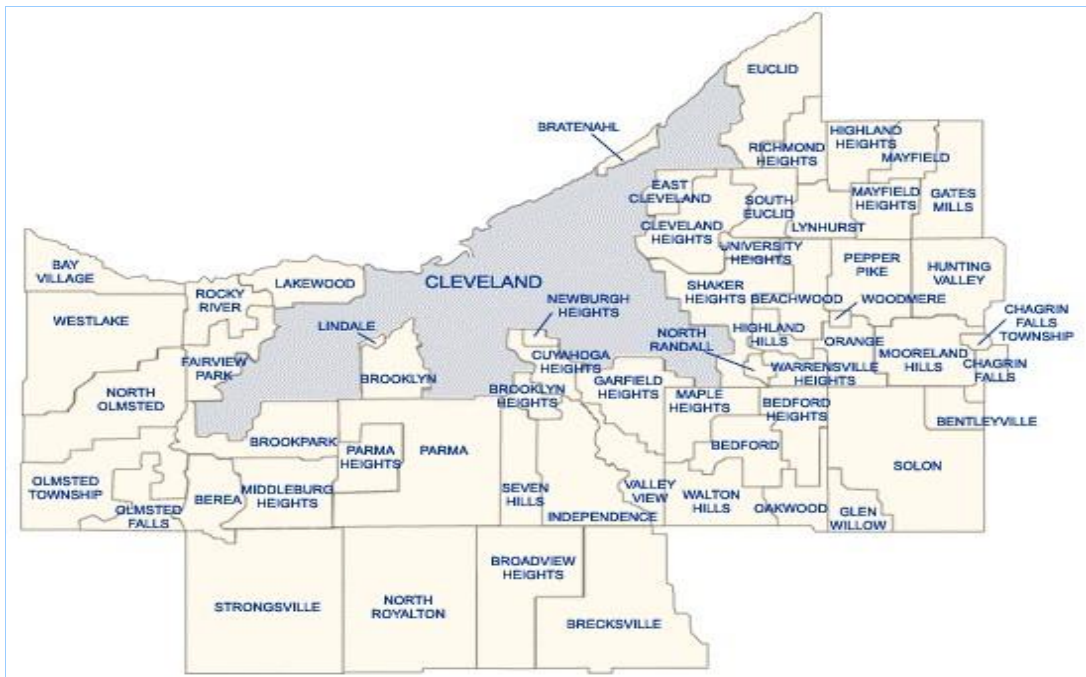 EUCLID
BRATENAHL
RICHMOND
HEIGHTS
HIGHLAND
HEIGHTS
MAYFIELD
EAST
CLEVELAND
SOUTH
EUCLID
MAYFIELD
HEIGHTS
GATES
MILLS
CLEVELAND
HEIGHTS
LYNHURST
UNIVERSITY
HEIGHTS
BAY
VILLAGE
LAKEWOOD
CLEVELAND
SHAKER
HEIGHTS
PEPPER
PIKE
HUNTING
VALLEY
ROCKY
RIVER
NEWBURGH
HEIGHTS
BEACHWOOD
WOODMERE
CHAGRIN
FALLS
TOWNSHIP
WESTLAKE
LINDALE
NORTH
RANDALL
HIGHLAND
HILLS
ORANGE
FAIRVIEW
PARK
CUYAHOGA
HEIGHTS
MOORELAND
HILLS
CHAGRIN
FALLS
BROOKLYN
WARRENSVILLE
HEIGHTS
NORTH
OLMSTED
BROOKLYN
HEIGHTS
GARFIELD
HEIGHTS
MAPLE
HEIGHTS
BEDFORD
HEIGHTS
BENTLEYVILLE
BROOKPARK
PARMA
HEIGHTS
PARMA
BEDFORD
SOLON
OLMSTED
TOWNSHIP
BEREA
MIDDLEBURG
HEIGHTS
SEVEN
HILLS
VALLEY
VIEW
WALTON
HILLS
OAKWOOD
OLMSTED
FALLS
INDEPENDENCE
GLEN
WILLOW
BROADVIEW
HEIGHTS
STRONGSVILLE
NORTH
ROYALTON
BRECKSVILLE